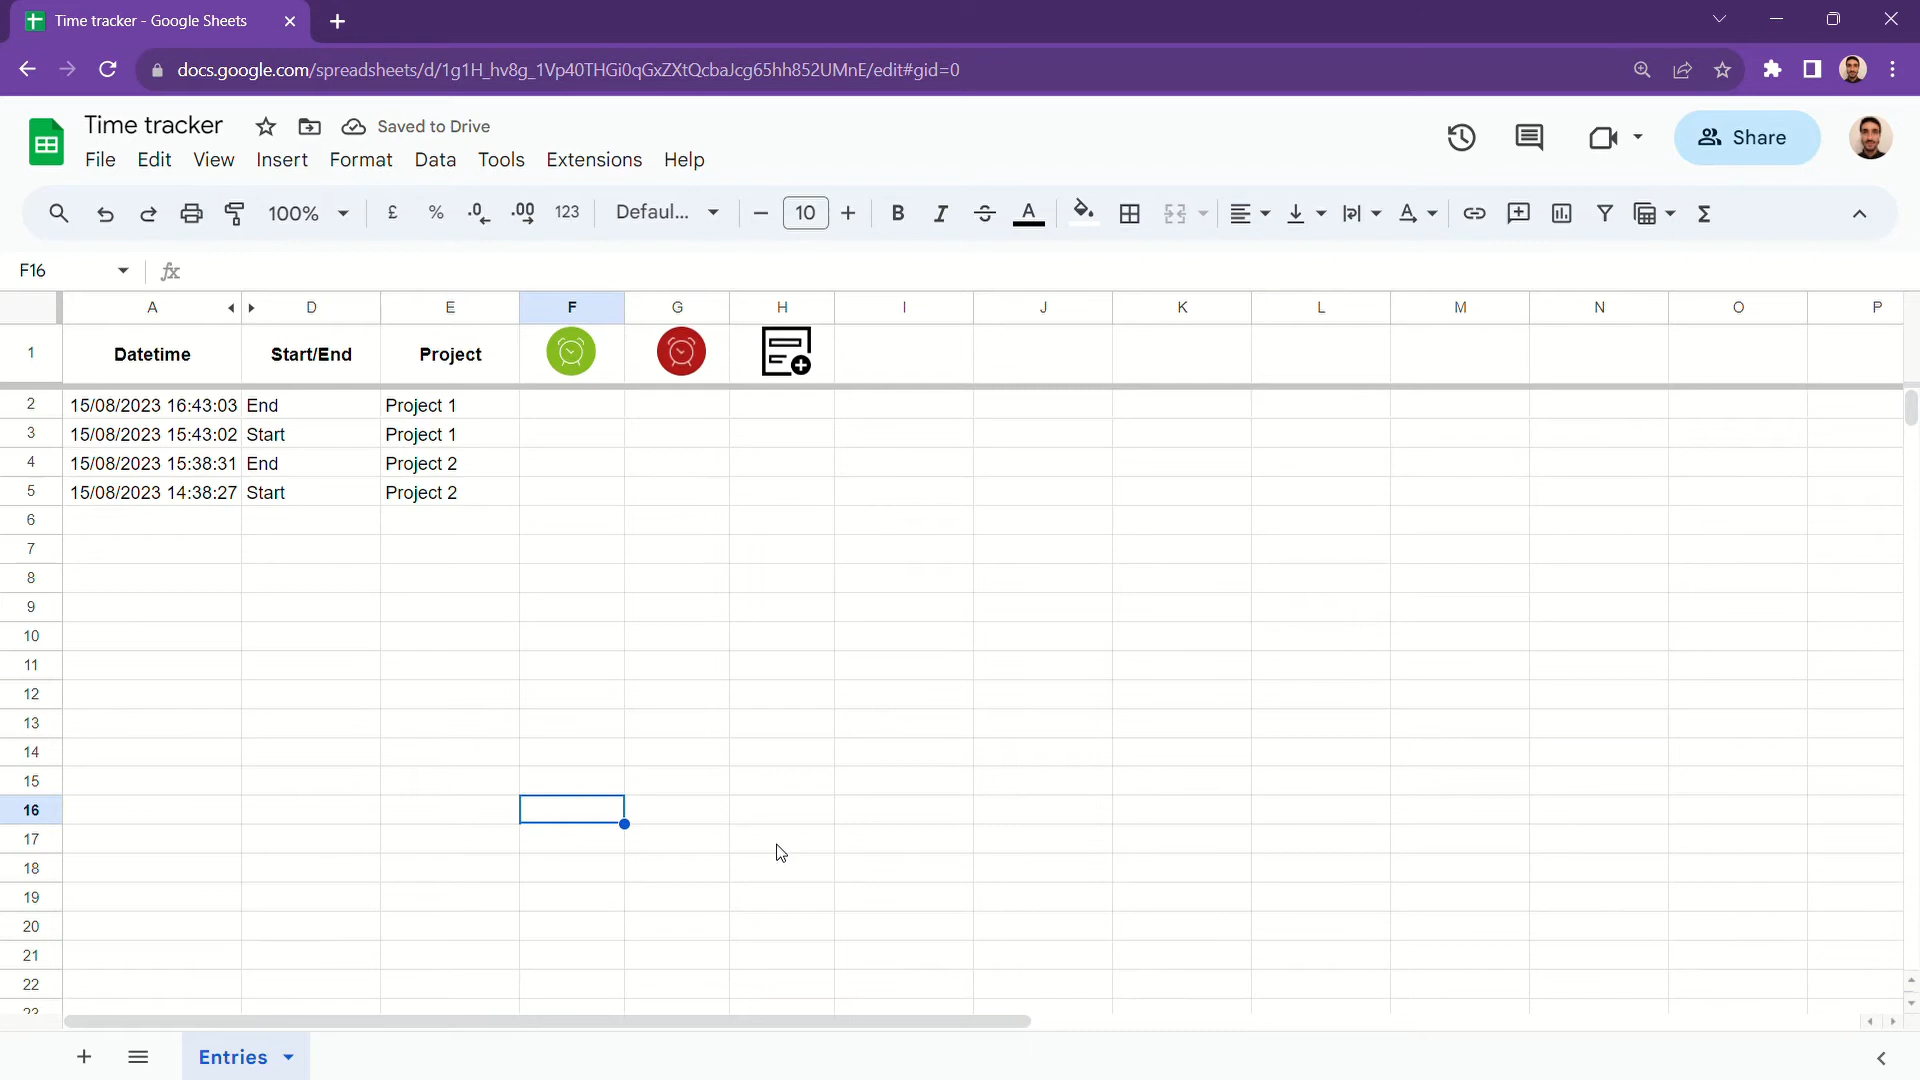 Time tracker - Google Sheets
docs.google.com/spreadsheets/d/1g1H_hv8g_1Vp40THGi0qGxZXtQcbaJcg65hh852UMnE/edit#gid=0
Time tracker
Saved to Drive
File Edit View Insert Format Data Tools Extensions Help
Share
100% £ % .0 .00 123 Defaul... 10 B I S A
F16 fx
A D E F G H I J K L M N O P
1 Datetime Start/End Project
2 15/08/2023 16:43:03 End Project 1
3 15/08/2023 15:43:02 Start Project 1
4 15/08/2023 15:38:31 End Project 2
5 15/08/2023 14:38:27 Start Project 2
6
7
8
9
10
11
12
13
14
15
16
17
18
19
20
21
22
23
Entries